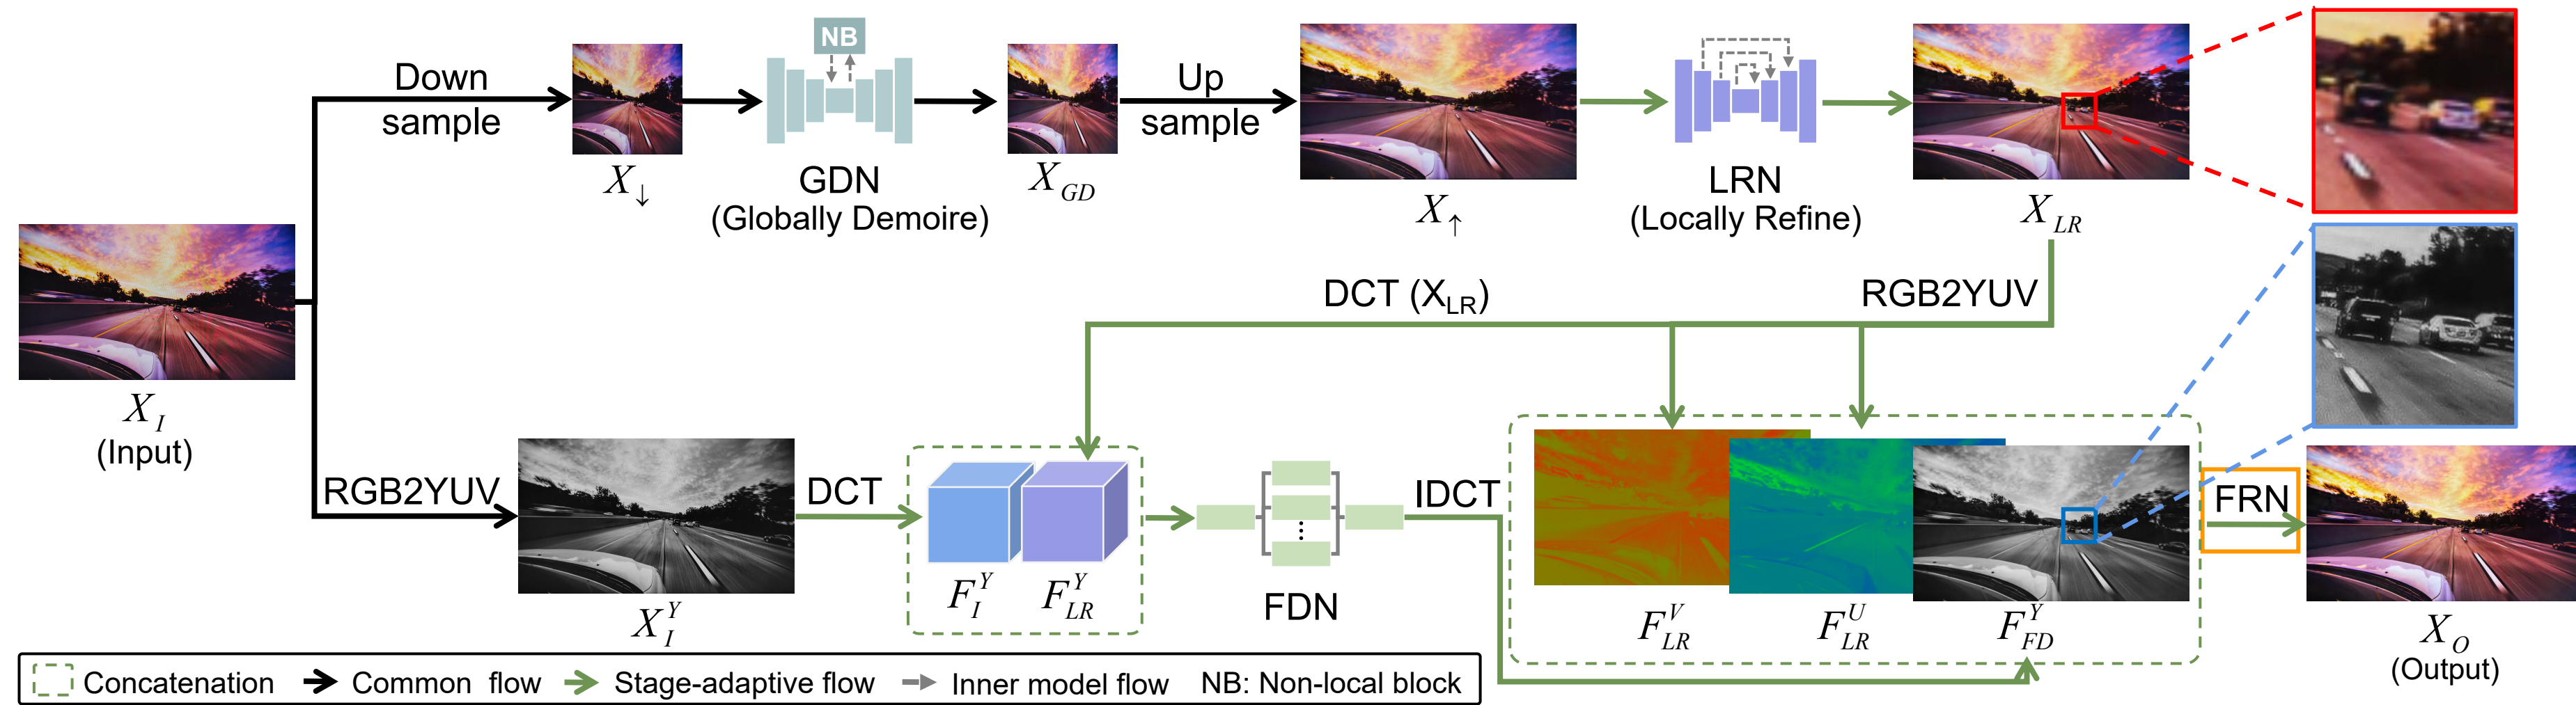 Down
sample
X↓
NB
GDN
(Globally Demoire)
X_GD
Up
sample
X↑
LRN
(Locally Refine)
X_LR
X_I
(Input)
DCT (X_LR)
RGB2YUV
RGB2YUV
X_I^Y
DCT
F_I^Y
F_LR^Y
FDN
IDCT
F_LR^V
F_LR^U
F_FD^Y
FRN
X_O
(Output)
Concatenation
Common flow
Stage-adaptive flow
Inner model flow
NB: Non-local block